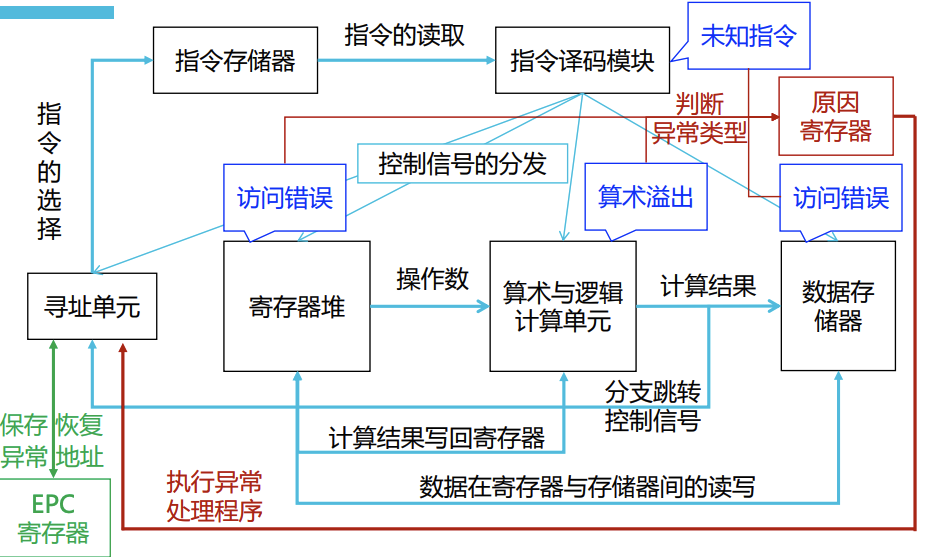 指令存储器
指令的读取
指令译码模块
未知指令
指令的选择
判断
异常类型
原因
寄存器
控制信号的分发
访问错误
算术溢出
访问错误
寻址单元
寄存器堆
操作数
算术与逻辑
计算单元
计算结果
数据存
储器
分支跳转
控制信号
保存 恢复
异常 地址
计算结果写回寄存器
执行异常
处理程序
数据在寄存器与存储器间的读写
EPC
寄存器